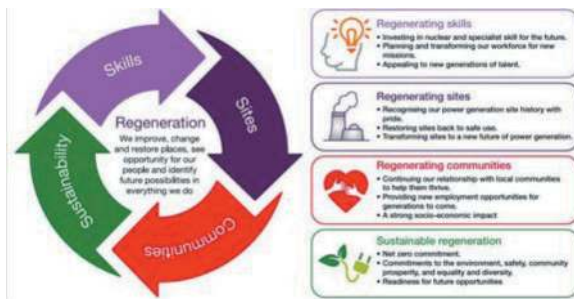 Skills
Sites
Communities
Sustainability
Regeneration
We improve, change
and restore places, see
opportunity for our
people and identify
future possibilities in
everything we do
Regenerating skills
• Investing in nuclear and specialist skill for the future.
• Planning and transforming our workforce for new
missions.
• Appealing to new generations of talent.
Regenerating sites
• Recognising our power generation site history with
pride.
• Restoring sites back to safe use.
• Transforming sites to a new future of power generation.
Regenerating communities
• Continuing our relationship with local communities
to help them thrive.
• Providing new employment opportunities for
generations to come.
• A strong socio-economic impact
Sustainable regeneration
• Net zero commitment.
• Commitments to the environment, safety, community
prosperity, and equality and diversity.
• Readiness for future opportunities